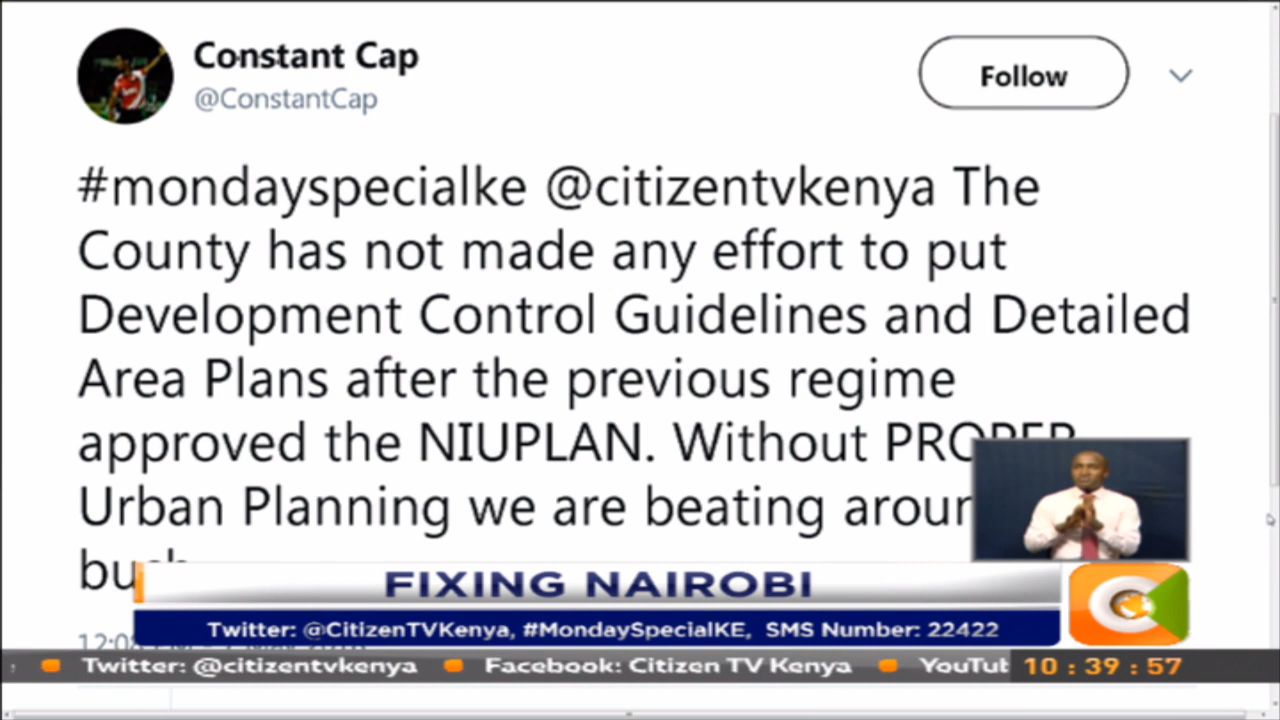 Constant Cap
@ConstantCap
Follow
#mondayspecialke @citizentvkenya The
County has not made any effort to put
Development Control Guidelines and Detailed
Area Plans after the previous regime
approved the NIUPLAN. Without PROPER
Urban Planning we are beating
FIXING NAIROBI
Twitter: @CitizenTVKenya, #MondaySpecialKE, SMS Number: 22422
Twitter: @citizentvkenya Facebook: Citizen TV Kenya
10:39:57